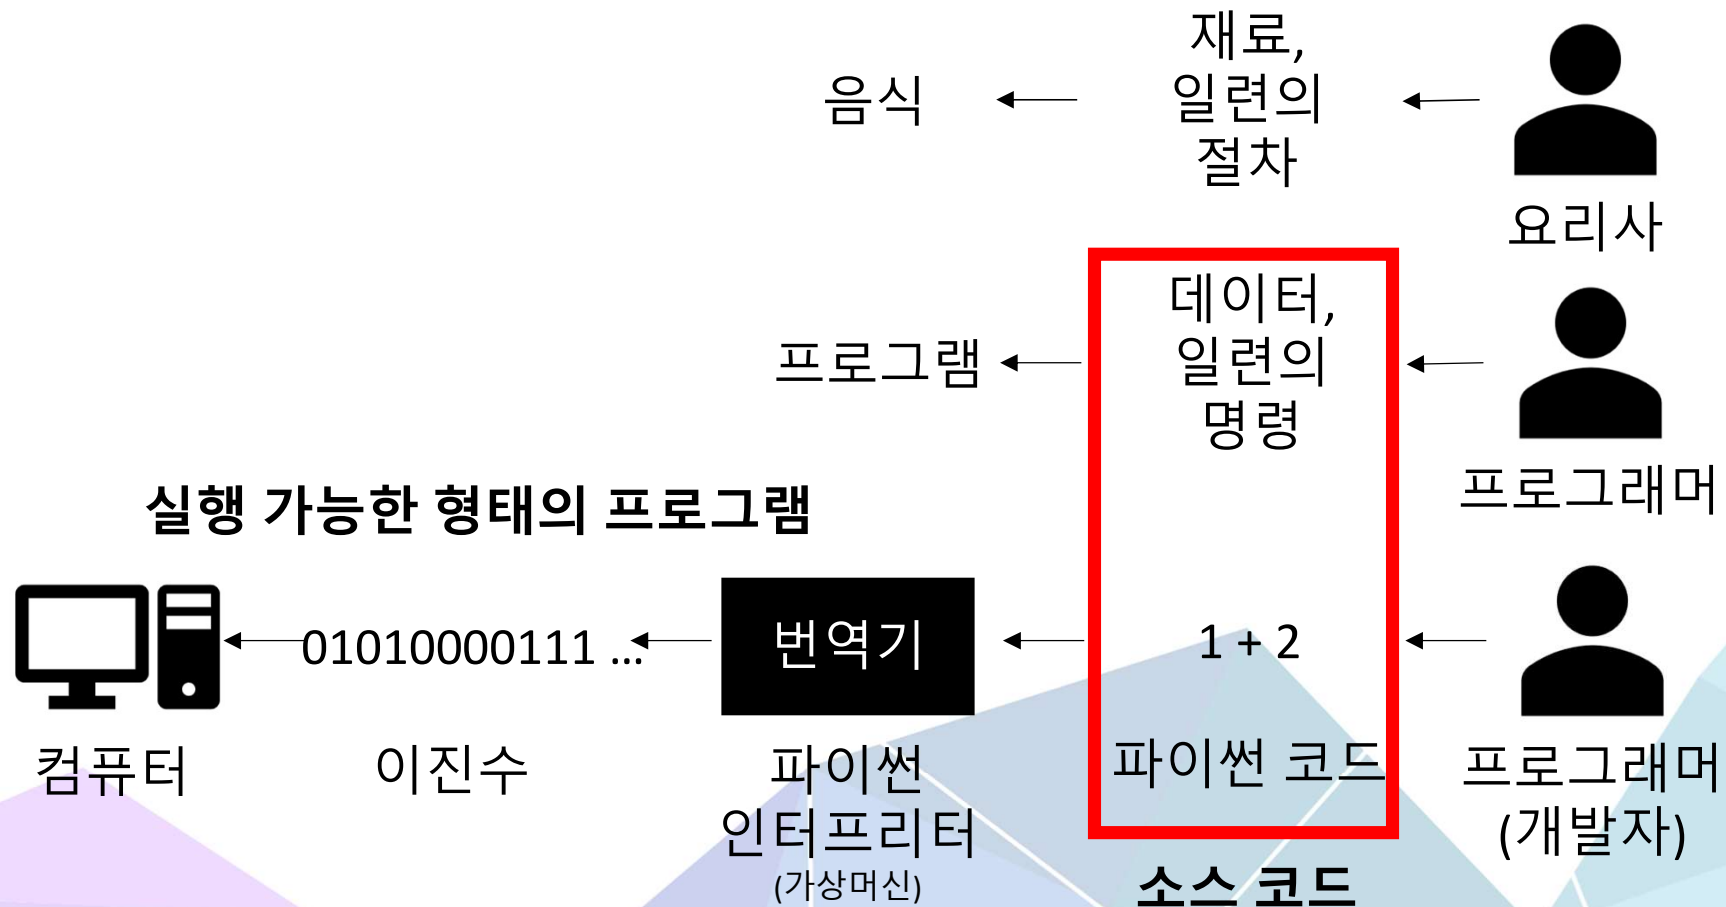 음식
재료,
일련의
절차
요리사
프로그램
데이터,
일련의
명령
프로그래머
실행 가능한 형태의 프로그램
01010000111 ...
번역기
1 + 2
컴퓨터
이진수
파이썬
인터프리터
(가상머신)
파이썬 코드
프로그래머
(개발자)
소스 코드